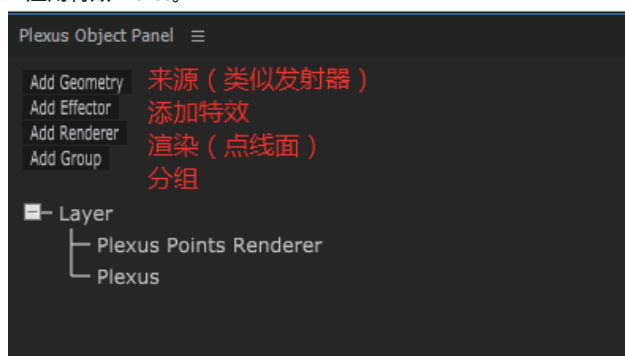 Plexus Object Panel ≡
Add Geometry 来源（类似发射器）
Add Effector 添加特效
Add Renderer 渲染（点线面）
Add Group 分组
Layer
Plexus Points Renderer
Plexus